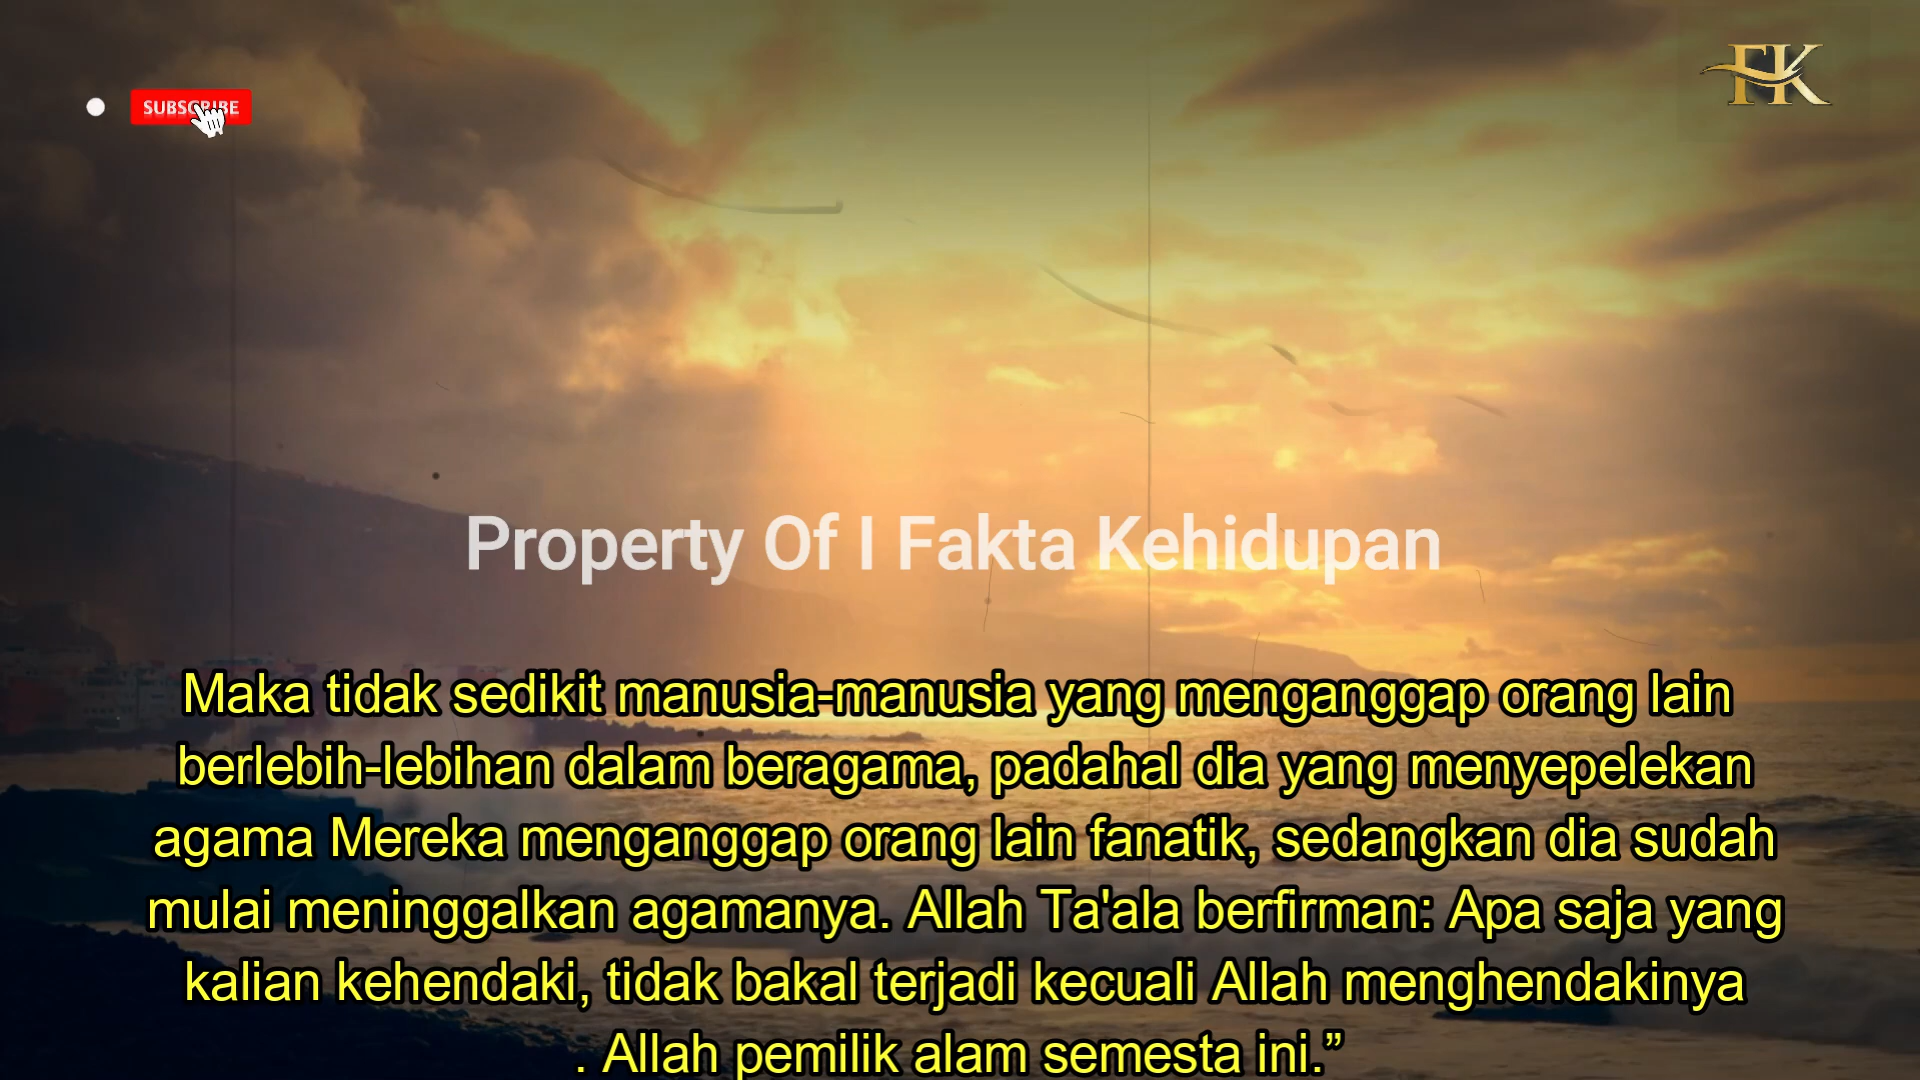 SUBSCRIBE
FK
Property Of I Fakta Kehidupan
Maka tidak sedikit manusia-manusia yang menganggap orang lain
berlebih-lebihan dalam beragama, padahal dia yang menyepelekan
agama Mereka menganggap orang lain fanatik, sedangkan dia sudah
mulai meninggalkan agamanya. Allah Ta'ala berfirman: Apa saja yang
kalian kehendaki, tidak bakal terjadi kecuali Allah menghendakinya
. Allah pemilik alam semesta ini.”